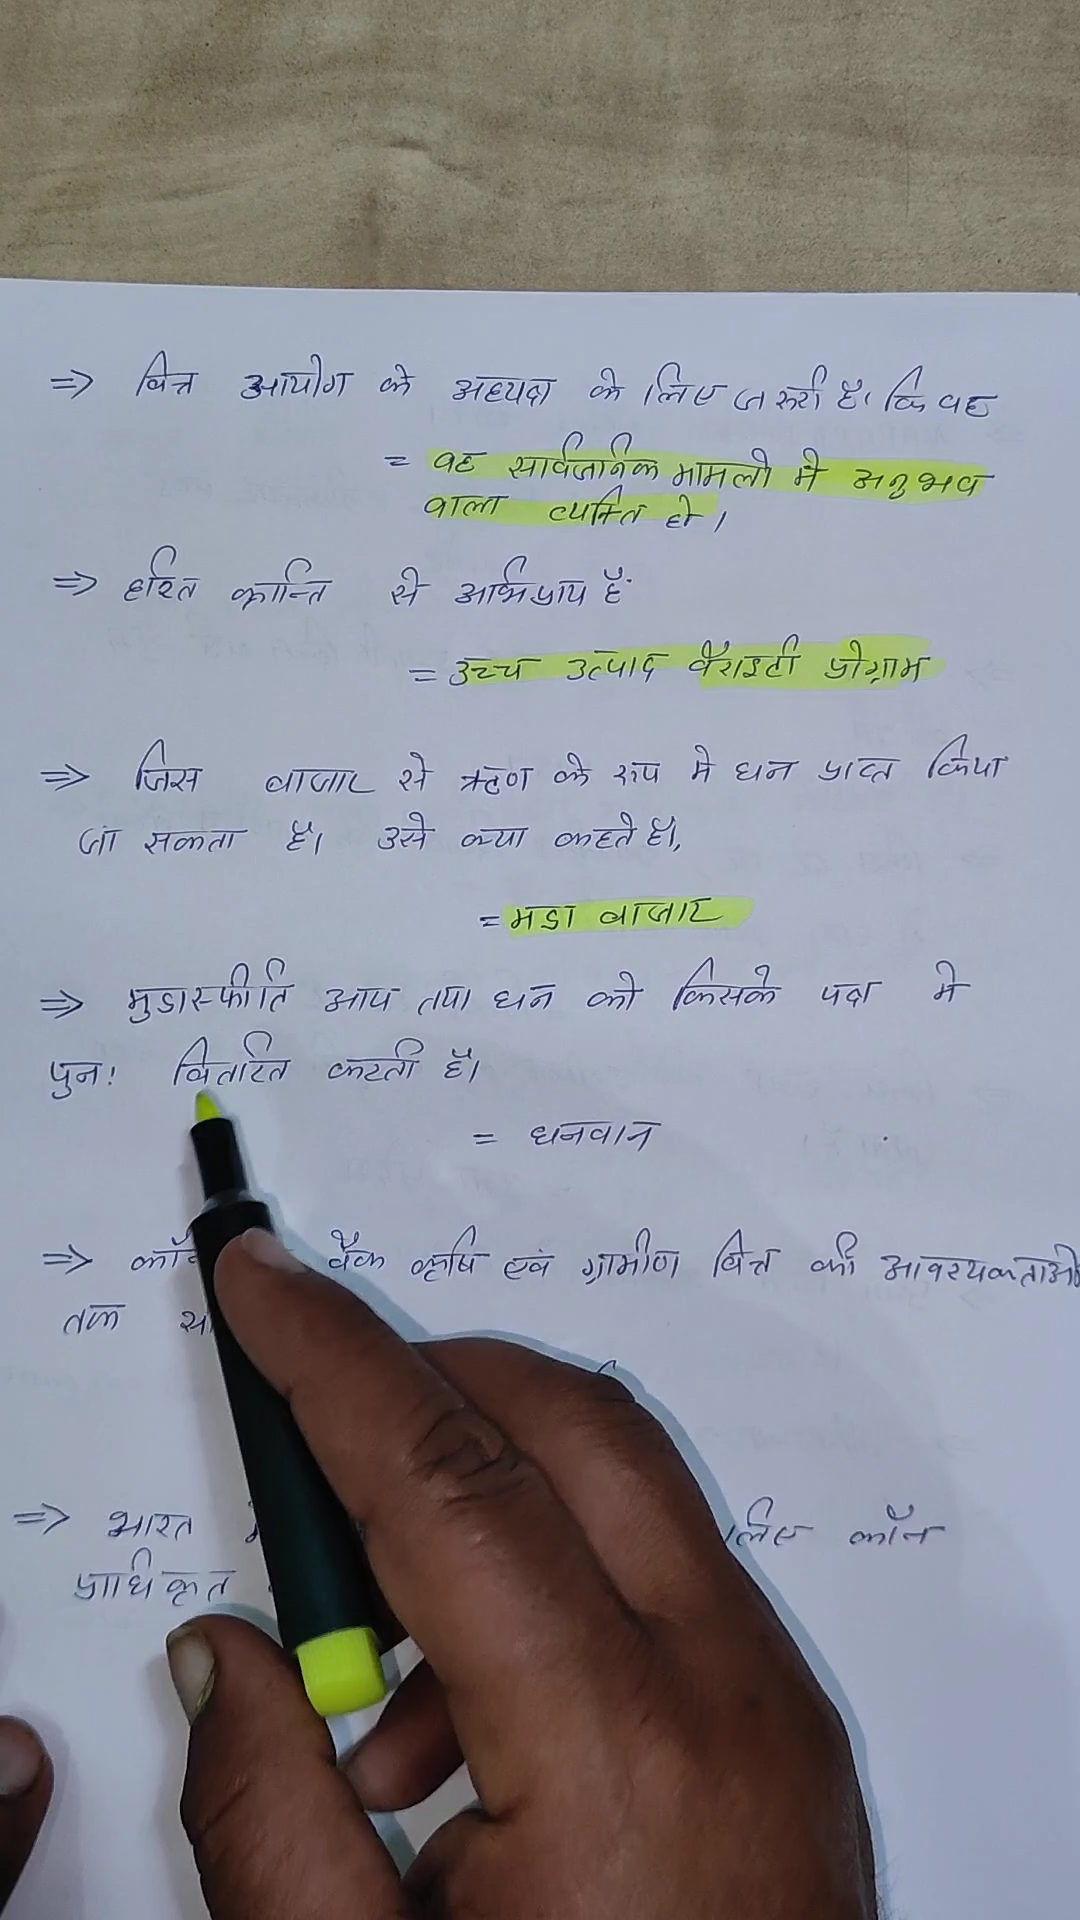 ⇒ वित्त आयोग के अध्यक्ष के लिए जरूरी है। कि वह
= वह सार्वजनिक मामलो मे अनुभव
वाला व्यक्ति हो।
⇒ हरित क्रान्ति से अभिप्राय है
= उच्च उत्पाद वैराइटी प्रोग्राम
⇒ जिस बाजार से ऋण के रूप मे धन प्राप्त किया
जा सकता है। उसे क्या कहते है।,
= मुद्रा बाजार
⇒ मुद्रास्फीति आय तथा धन को किसके पक्ष मे
पुनः वितरित करती है।
= धनवान
⇒ बैंक कृषि एवं ग्रामीण वित्त की आवश्यकताओ
तक
⇒ भारत लिए कौन
प्राधिकृत